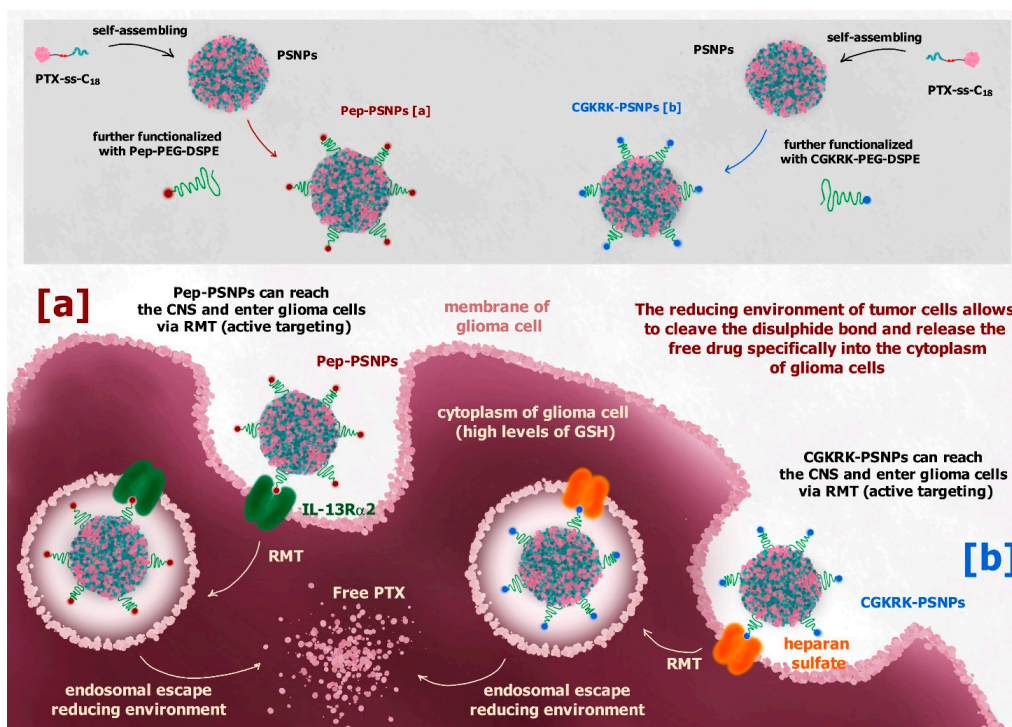 self-assembling
PTX-ss-C18
PSNPs
further functionalized
with Pep-PEG-DSPE
Pep-PSNPs [a]
CGKRK-PSNPs [b]
PSNPs
self-assembling
PTX-ss-C18
further functionalized
with CGKRK-PEG-DSPE
[a]
Pep-PSNPs can reach
the CNS and enter glioma cells
via RMT (active targeting)
membrane of
glioma cell
The reducing environment of tumor cells allows
to cleave the disulphide bond and release the
free drug specifically into the cytoplasm
of glioma cells
Pep-PSNPs
cytoplasm of glioma cell
(high levels of GSH)
CGKRK-PSNPs can reach
the CNS and enter glioma cells
via RMT (active targeting)
IL-13Rα2
RMT
[b]
CGKRK-PSNPs
Free PTX
heparan
sulfate
RMT
endosomal escape
reducing environment
endosomal escape
reducing environment